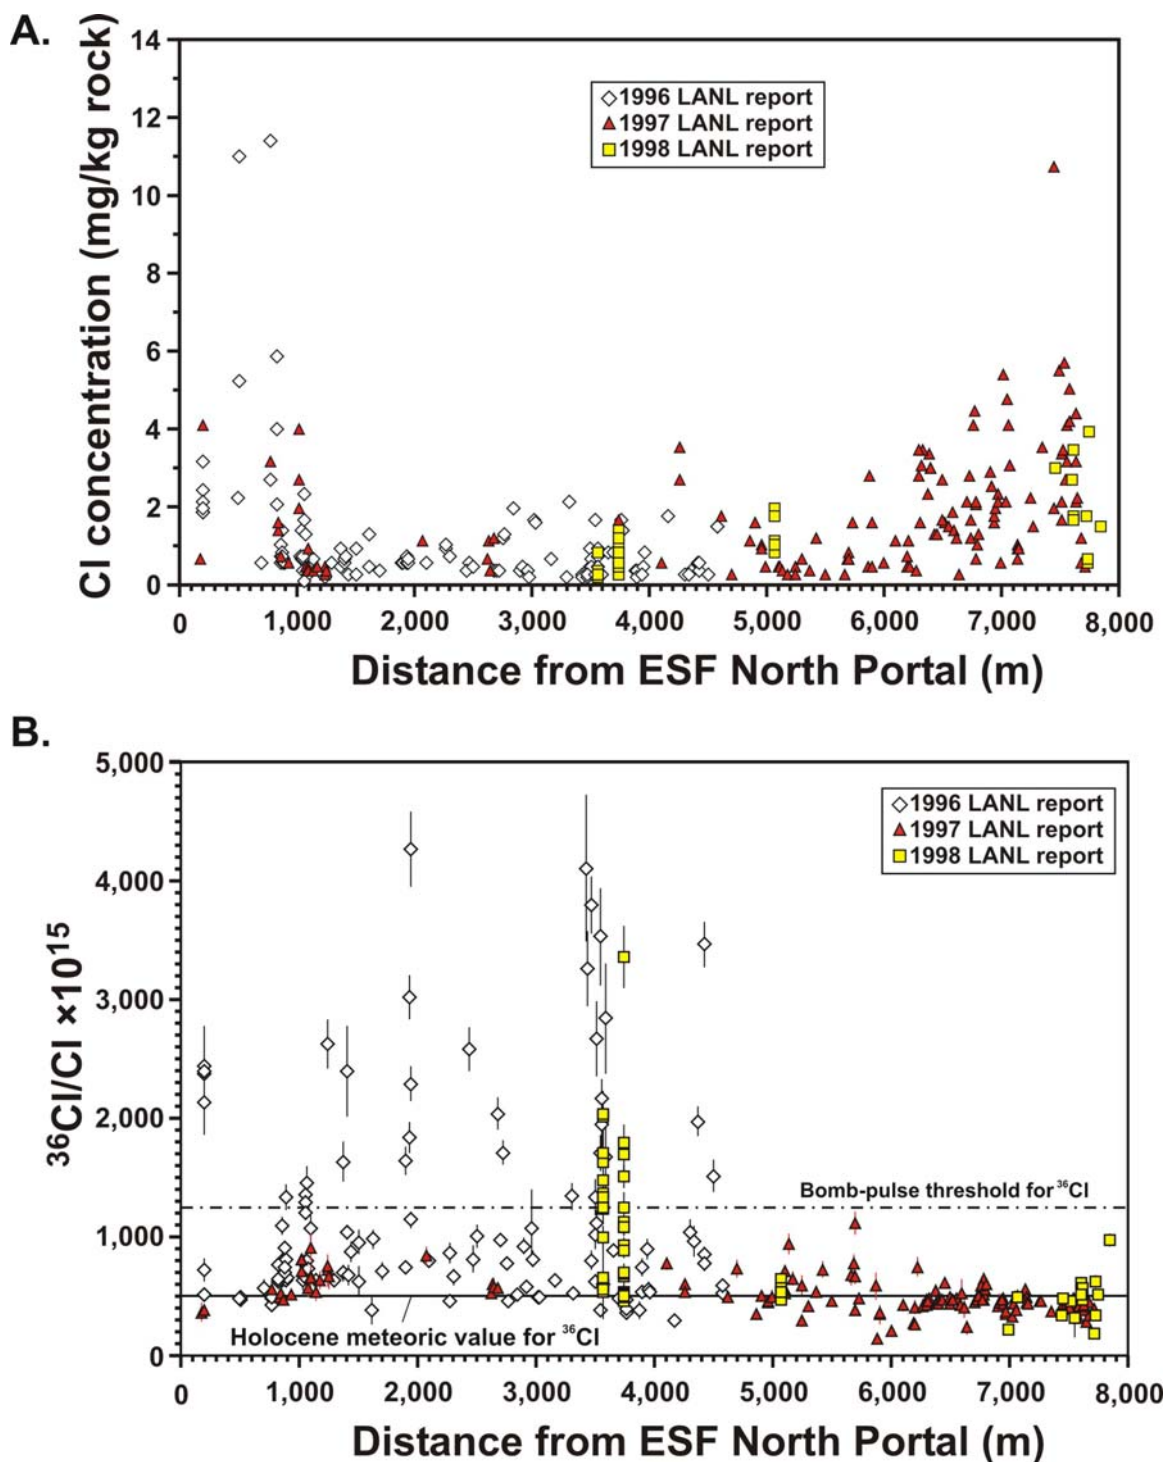 A.
Cl concentration (mg/kg rock)
14
12
10
8
6
4
2
0
1996 LANL report
1997 LANL report
1998 LANL report
0 1,000 2,000 3,000 4,000 5,000 6,000 7,000 8,000
Distance from ESF North Portal (m)
B.
³⁶Cl/Cl ×10¹⁵
5,000
4,000
3,000
2,000
1,000
0
1996 LANL report
1997 LANL report
1998 LANL report
Bomb-pulse threshold for ³⁶Cl
Holocene meteoric value for ³⁶Cl
0 1,000 2,000 3,000 4,000 5,000 6,000 7,000 8,000
Distance from ESF North Portal (m)